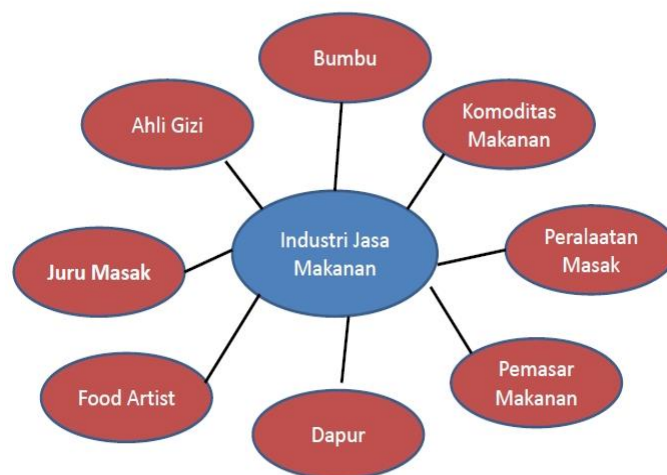 Bumbu
Ahli Gizi
Komoditas
Makanan
Industri Jasa
Makanan
Juru Masak
Peralaatan
Masak
Food Artist
Pemasar
Makanan
Dapur